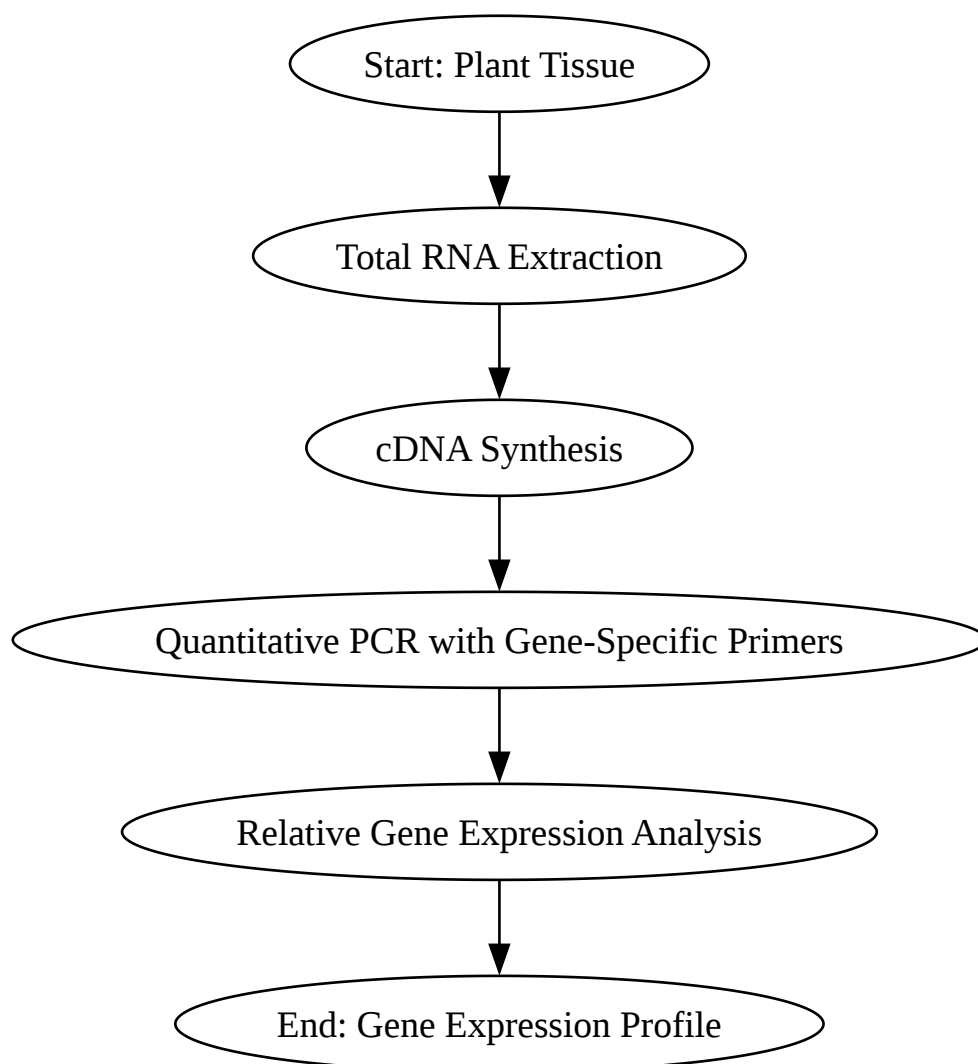 Start: Plant Tissue
Total RNA Extraction
cDNA Synthesis
Quantitative PCR with Gene-Specific Primers
Relative Gene Expression Analysis
End: Gene Expression Profile